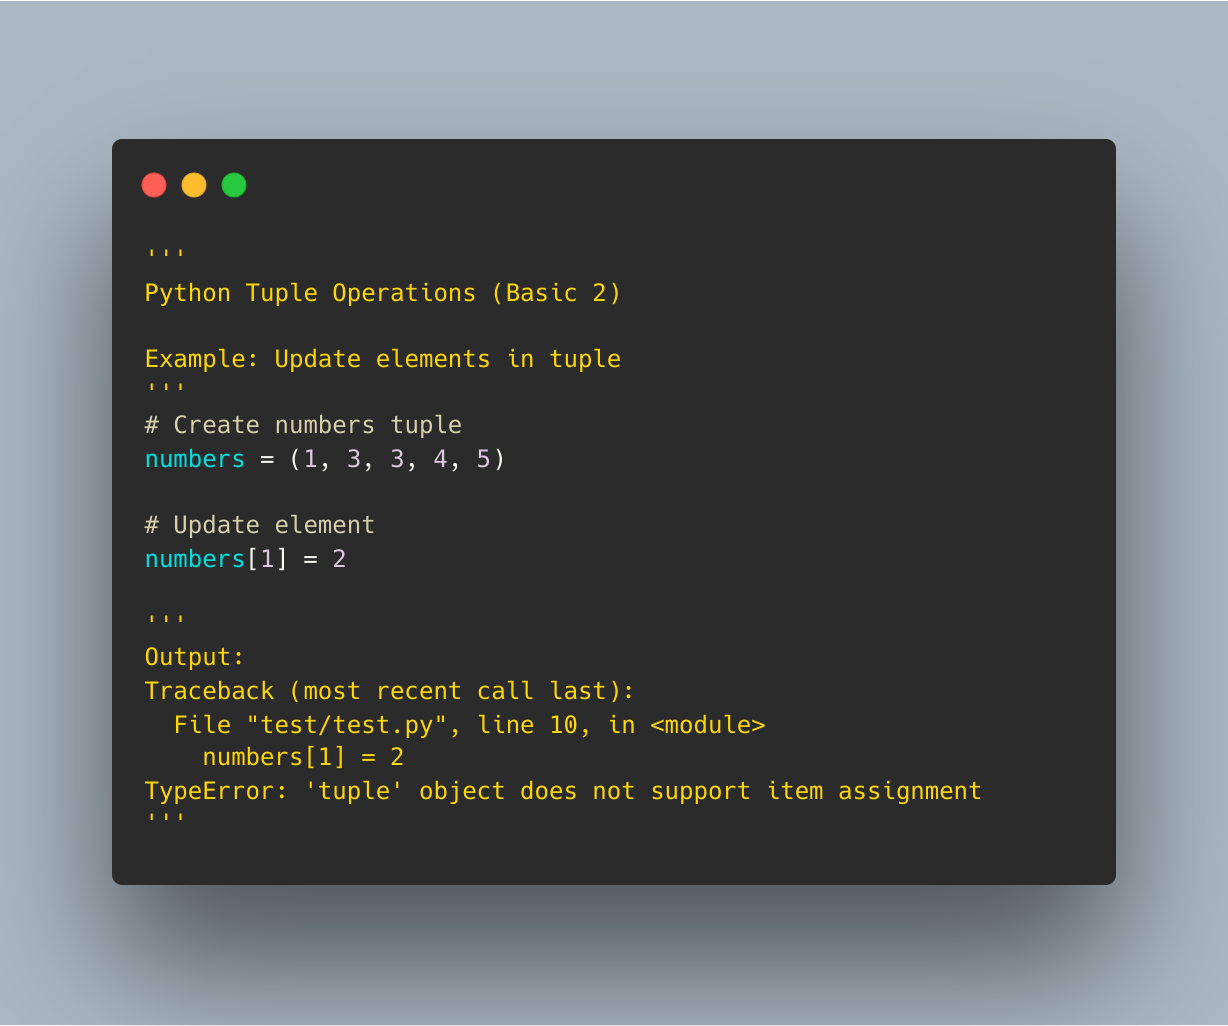 '''
Python Tuple Operations (Basic 2)
Example: Update elements in tuple
'''
# Create numbers tuple
numbers = (1, 3, 3, 4, 5)
# Update element
numbers[1] = 2
'''
Output:
Traceback (most recent call last):
  File "test/test.py", line 10, in <module>
    numbers[1] = 2
TypeError: 'tuple' object does not support item assignment
'''